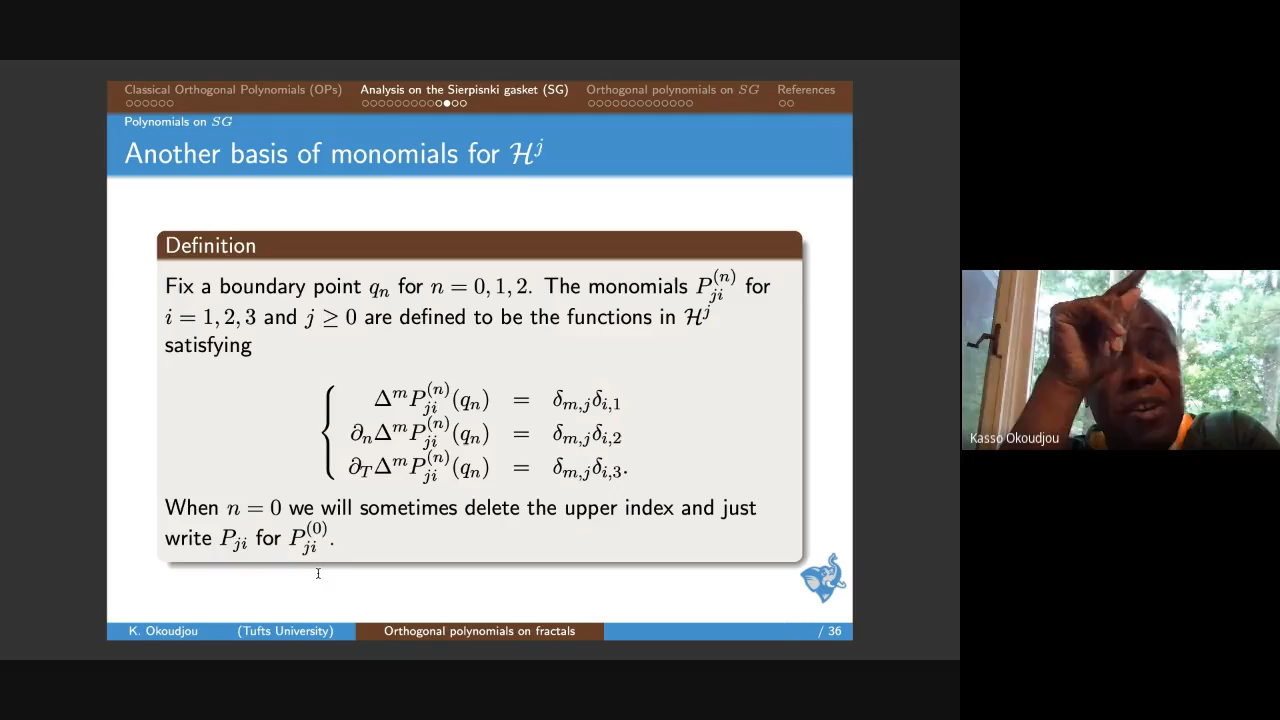 Classical Orthogonal Polynomials (OPs) Analysis on the Sierpisnki gasket (SG) Orthogonal polynomials on SG References
Polynomials on SG
Another basis of monomials for ℋ^j
Definition
Fix a boundary point q_n for n = 0, 1, 2. The monomials P_{ji}^{(n)} for
i = 1, 2, 3 and j ≥ 0 are defined to be the functions in ℋ^j
satisfying
Δ^m P_{ji}^{(n)}(q_n) = δ_{m,j}δ_{i,1}
∂_n Δ^m P_{ji}^{(n)}(q_n) = δ_{m,j}δ_{i,2}
∂_T Δ^m P_{ji}^{(n)}(q_n) = δ_{m,j}δ_{i,3}.
When n = 0 we will sometimes delete the upper index and just
write P_{ji} for P_{ji}^{(0)}.
K. Okoudjou (Tufts University) Orthogonal polynomials on fractals / 36
Kasso Okoudjou